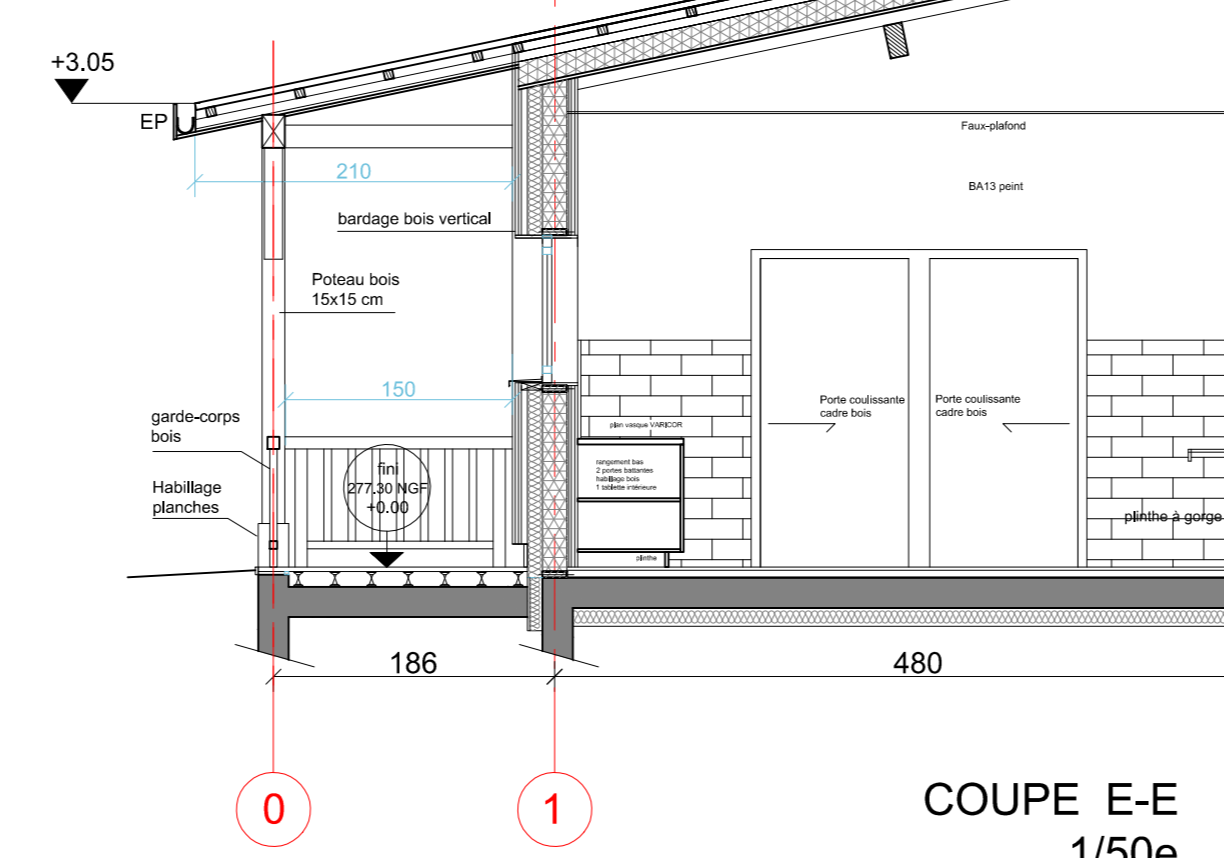 +3.05
EP
Faux-plafond
210
BA13 peint
bardage bois vertical
Poteau bois
15x15 cm
150
Porte coulissante
cadre bois
Porte coulissante
cadre bois
garde-corps
bois
plan vasque VARICOR
rangement bas
2 portes battantes
habillage bois
1 tablette intérieure
fini
277.30 NGF
+0.00
Habillage
planches
plinthe à gorge
plinthe
186
480
0
1
COUPE E-E
1/50e